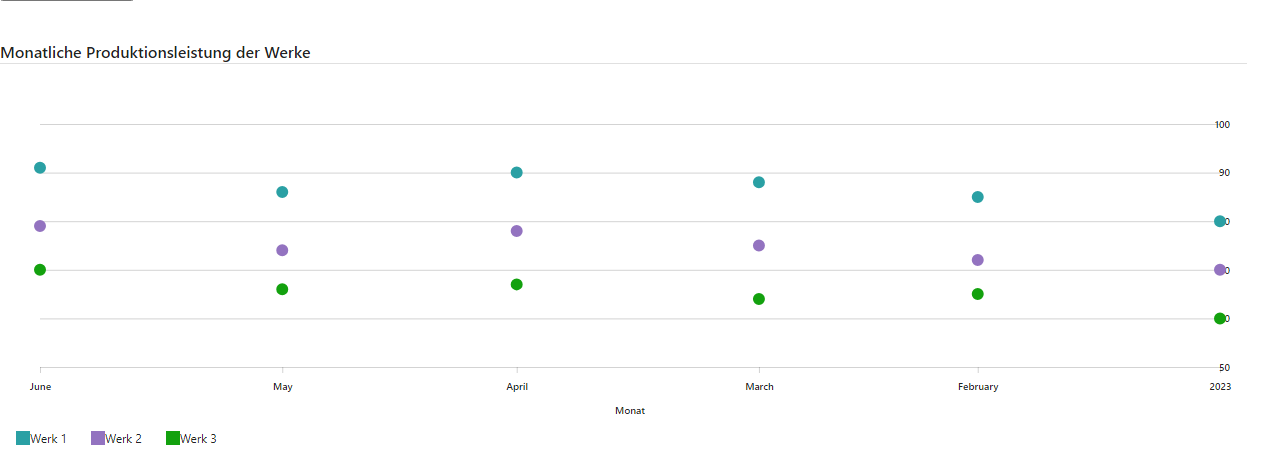 Monatliche Produktionsleistung der Werke
100
90
50
June May April March February 2023
Monat
Werk 1 Werk 2 Werk 3